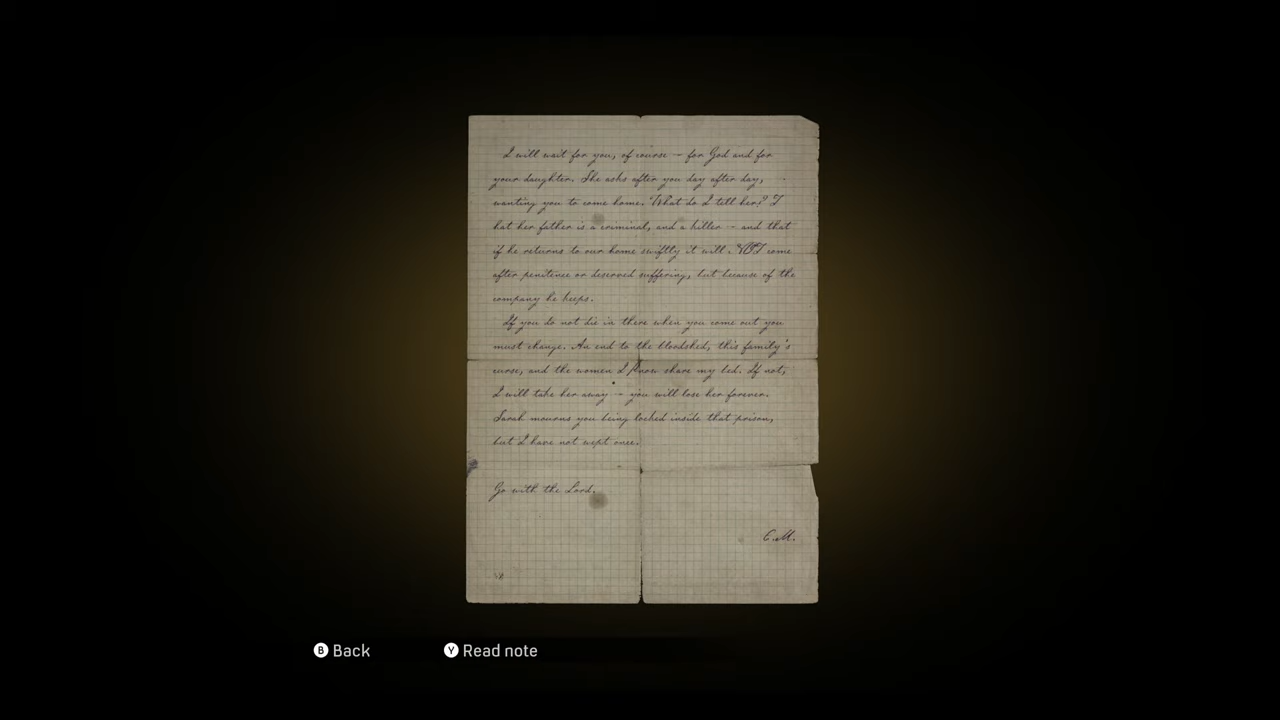 I will wait for you, of course - for God and for
your daughter. She asks after you day after day,
wanting you to come home. What do I tell her? T
hat her father is a criminal, and a killer - and that
if he returns to our home swiftly it will. NOT come
after penitence or deserved suffering, but because of the
company he keeps.
If you do not die in there when you come out you
must change. An end to the bloodshed, this family's
curse, and the women I know share my bed. If not,
I will take her away - you will lose her forever.
Sarah mourns you being locked inside that prison,
but I have not wept once.
Go with the Lord.
C.M.
B Back
Y Read note